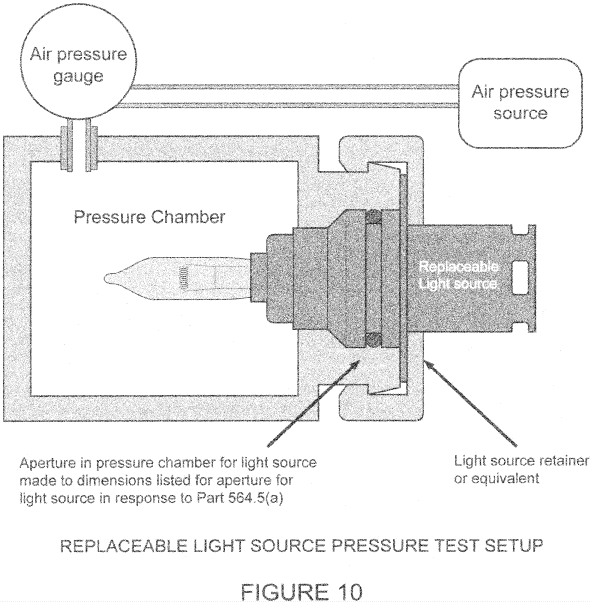 Air pressure
gauge
Air pressure
source
Pressure Chamber
Replaceable
Light source
Aperture in pressure chamber for light source
made to dimensions listed for aperture for
light source in response to Part 564.5(a)
Light source retainer
or equivalent
REPLACEABLE LIGHT SOURCE PRESSURE TEST SETUP
FIGURE 10